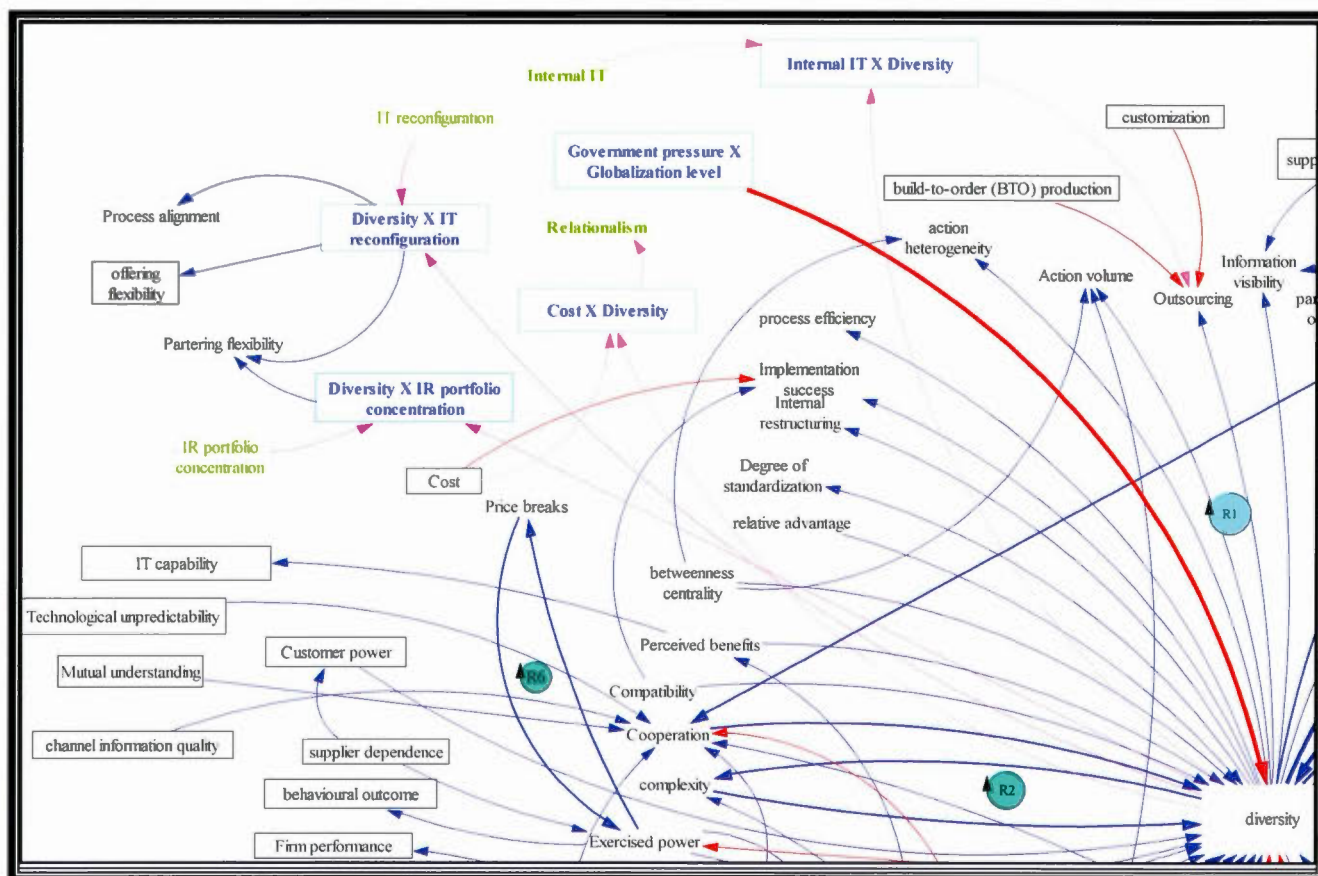 Internal IT
Internal IT X Diversity
IT reconfiguration
customization
Government pressure X
Globalization level
supp
build-to-order (BTO) production
Process alignment
Diversity X IT
reconfiguration
Relationalism
action
heterogeneity
offering
flexibility
Action volume
Information
visibility
Outsourcing
par
o
Cost X Diversity
process efficiency
Partering flexibility
Implementation
success
Diversity X IR portfolio
concentration
Internal
restructuring
IR portfolio
concentration
Cost
Degree of
standardization
Price breaks
relative advantage
R1
IT capability
betweenness
centrality
Technological unpredictability
Customer power
Perceived benefits
Mutual understanding
R6
Compatibility
channel information quality
supplier dependence
Cooperation
behavioural outcome
complexity
R2
diversity
Firm performance
Exercised power